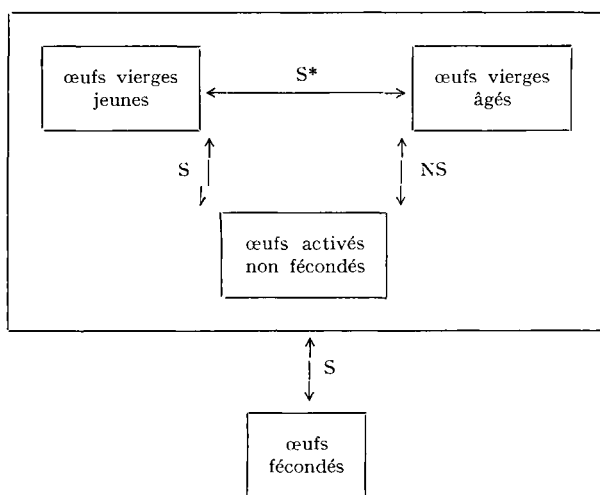 œufs vierges
jeunes
S*
œufs vierges
âgés
S
NS
œufs activés
non fécondés
S
œufs
fécondés